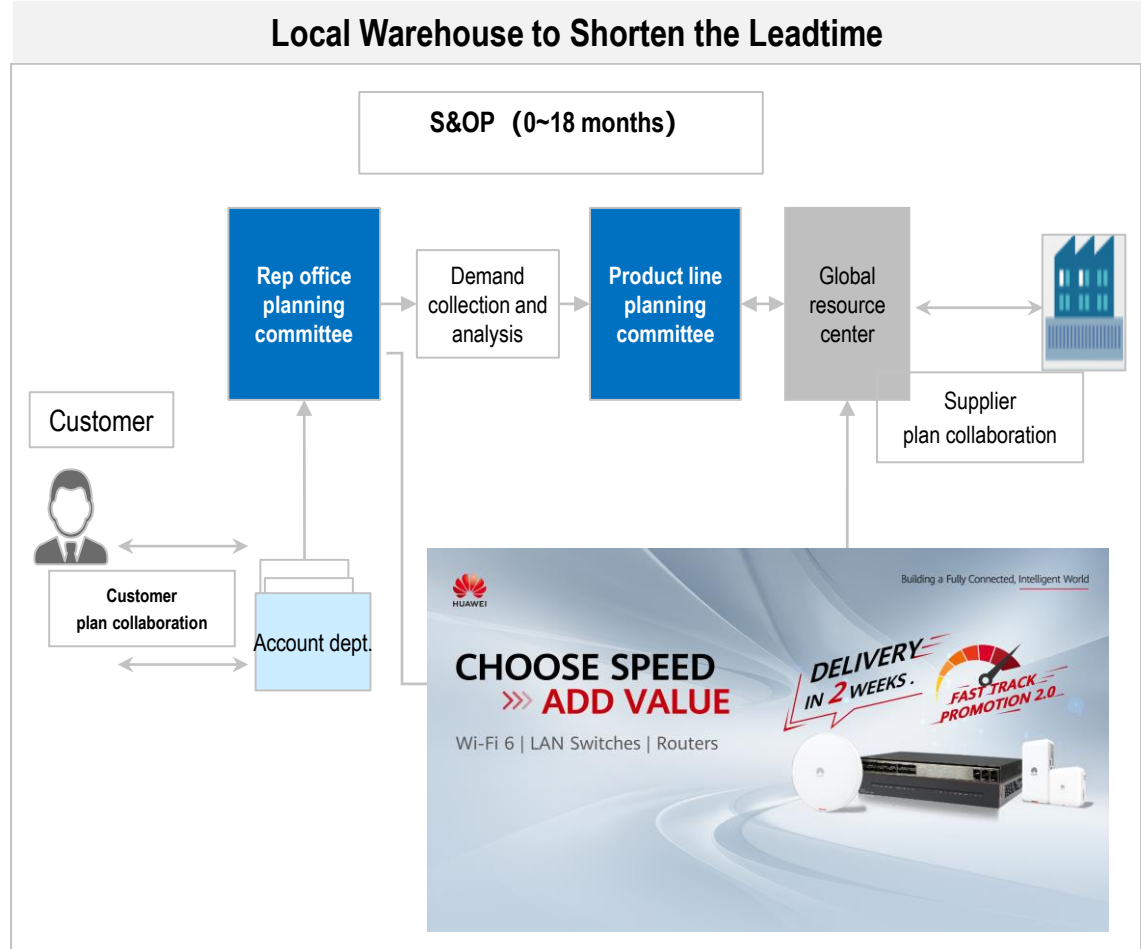 Local Warehouse to Shorten the Leadtime
S&OP （0~18 months）
Rep office
planning
committee
Demand
collection and
analysis
Product line
planning
committee
Global
resource
center
Supplier
plan collaboration
Customer
Customer
plan collaboration
Account dept.
HUAWEI
Building a Fully Connected, Intelligent World
CHOOSE SPEED
>>> ADD VALUE
Wi-Fi 6 | LAN Switches | Routers
DELIVERY
IN 2 WEEKS.
FAST TRACK
PROMOTION 2.0